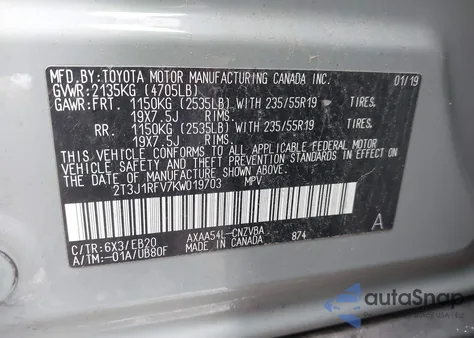 MFD.BY:TOYOTA MOTOR MANUFACTURING CANADA INC. 01/19
GVWR:2135KG (4705LB)
GAWR:FRT. 1150KG (2535LB) WITH 235/55R19 TIRES.
19X7.5J RIMS.
RR. 1150KG (2535LB) WITH 235/55R19 TIRES.
19X7.5J RIMS.
THIS VEHICLE CONFORMS TO ALL APPLICABLE FEDERAL MOTOR
VEHICLE SAFETY AND THEFT PREVENTION STANDARDS IN EFFECT
ON THE DATE OF MANUFACTURE SHOWN ABOVE.
2T3J1RFV7KW019703 MPV
A
C/TR:6X3/EB20 AXAA54L-CNZVBA
A/TM:-01A/UB80F MADE IN CANADA 874
autoSnap